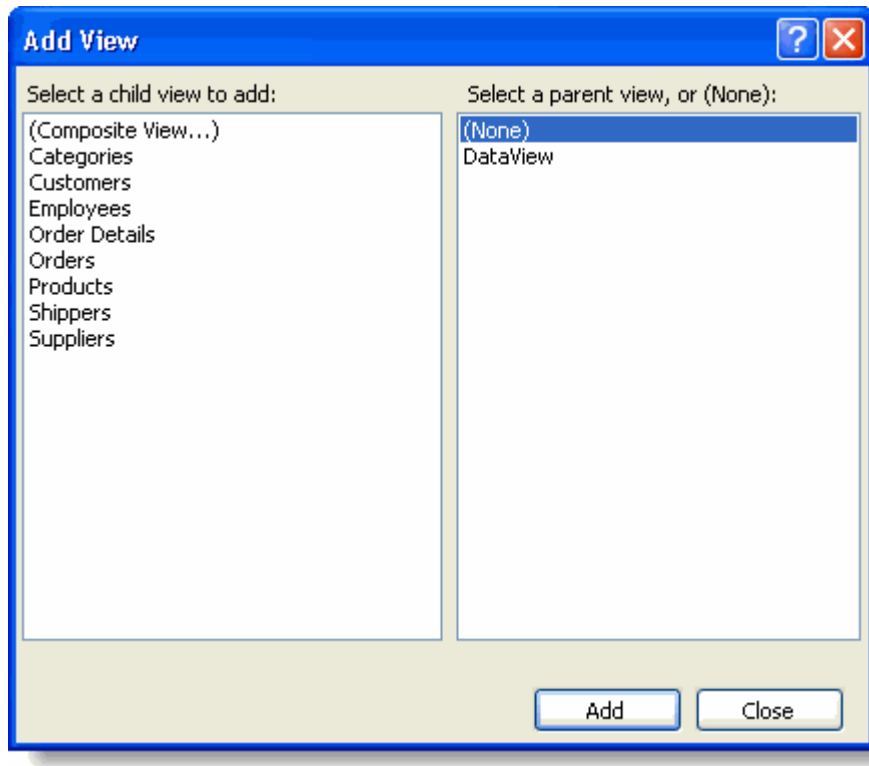 Add View
?
Select a child view to add:
(Composite View...)
Categories
Customers
Employees
Order Details
Orders
Products
Shippers
Suppliers
Select a parent view, or (None):
(None)
DataView
Add
Close